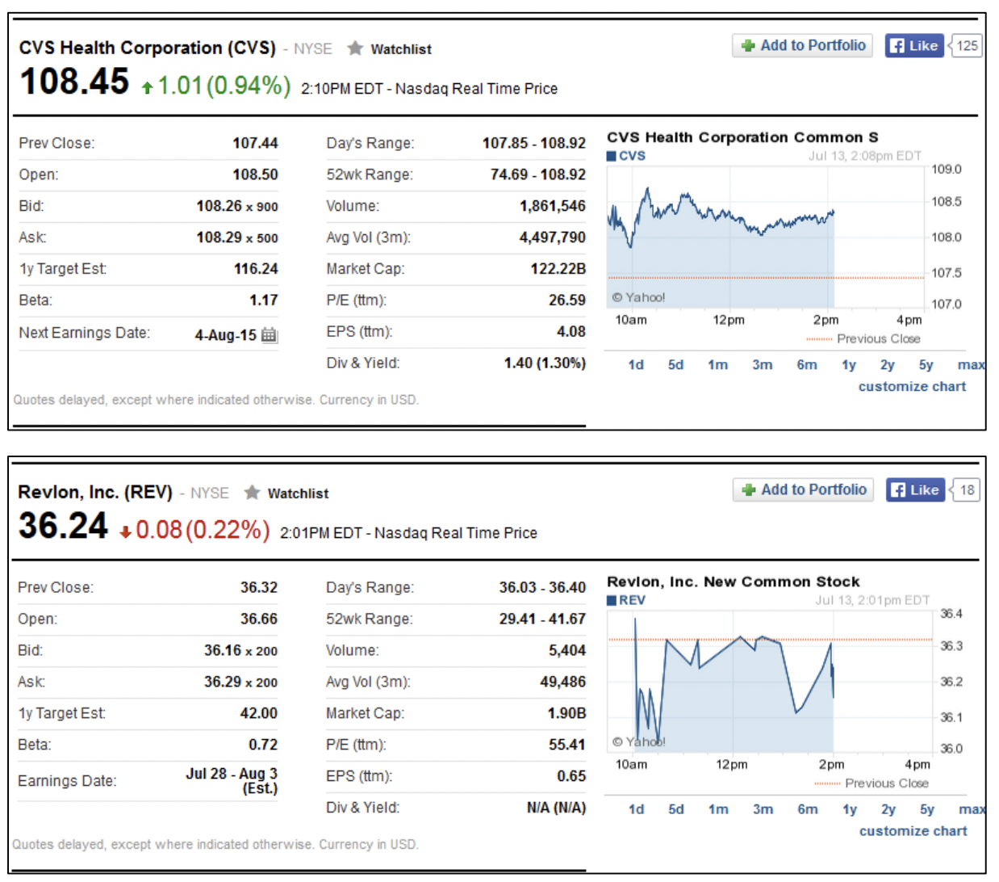 CVS Health Corporation (CVS) - NYSE Watchlist
Add to Portfolio Like 125
108.45 1.01(0.94%) 2:10PM EDT - Nasdaq Real Time Price
Prev Close: 107.44
Open: 108.50
Bid: 108.26 x 900
Ask: 108.29 x 500
1y Target Est: 116.24
Beta: 1.17
Next Earnings Date: 4-Aug-15
Day's Range: 107.85 - 108.92
52wk Range: 74.69 - 108.92
Volume: 1,861,546
Avg Vol (3m): 4,497,790
Market Cap: 122.22B
P/E (ttm): 26.59
EPS (ttm): 4.08
Div & Yield: 1.40 (1.30%)
CVS Health Corporation Common S
CVS Jul 13, 2:08pm EDT
109.0
108.5
108.0
107.5
107.0
© Yahoo!
10am 12pm 2pm 4pm
Previous Close
1d 5d 1m 3m 6m 1y 2y 5y max
customize chart
Quotes delayed, except where indicated otherwise. Currency in USD.
Revlon, Inc. (REV) - NYSE Watchlist
Add to Portfolio Like 18
36.24 0.08(0.22%) 2:01PM EDT - Nasdaq Real Time Price
Prev Close: 36.32
Open: 36.66
Bid: 36.16 x 200
Ask: 36.29 x 200
1y Target Est: 42.00
Beta: 0.72
Earnings Date: Jul 28 - Aug 3
(Est.)
Day's Range: 36.03 - 36.40
52wk Range: 29.41 - 41.67
Volume: 5,404
Avg Vol (3m): 49,486
Market Cap: 1.90B
P/E (ttm): 55.41
EPS (ttm): 0.65
Div & Yield: N/A (N/A)
Revlon, Inc. New Common Stock
REV Jul 13, 2:01pm EDT
36.4
36.3
36.2
36.1
36.0
© Yahoo!
10am 12pm 2pm 4pm
Previous Close
1d 5d 1m 3m 6m 1y 2y 5y max
customize chart
Quotes delayed, except where indicated otherwise. Currency in USD.